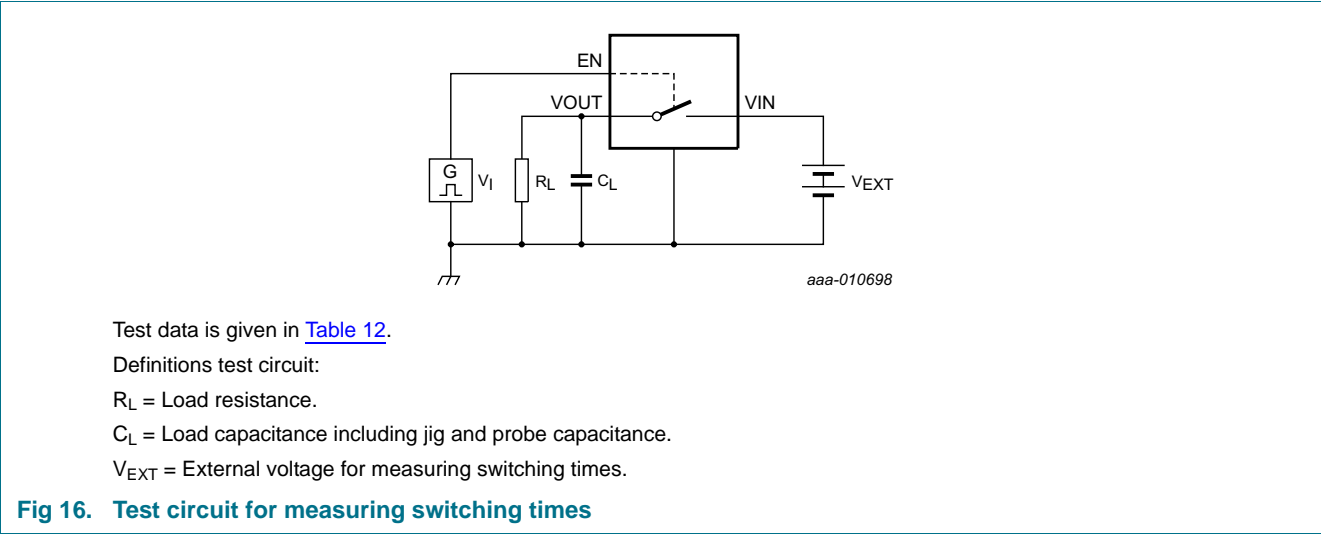 EN
VOUT
VIN
G
VI
RL
CL
VEXT
aaa-010698
Test data is given in Table 12.
Definitions test circuit:
RL = Load resistance.
CL = Load capacitance including jig and probe capacitance.
VEXT = External voltage for measuring switching times.
Fig 16. Test circuit for measuring switching times